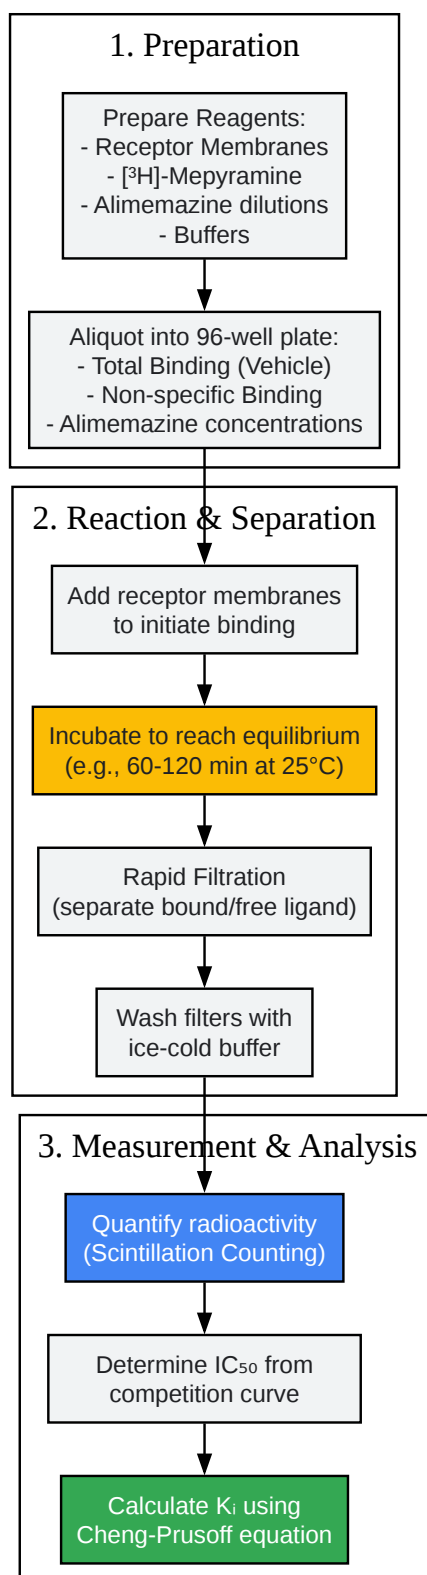 1. Preparation
Prepare Reagents:
- Receptor Membranes
- [³H]-Mepyramine
- Alimemazine dilutions
- Buffers
Aliquot into 96-well plate:
- Total Binding (Vehicle)
- Non-specific Binding
- Alimemazine concentrations
2. Reaction & Separation
Add receptor membranes
to initiate binding
Incubate to reach equilibrium
(e.g., 60-120 min at 25°C)
Rapid Filtration
(separate bound/free ligand)
Wash filters with
ice-cold buffer
3. Measurement & Analysis
Quantify radioactivity
(Scintillation Counting)
Determine IC₅₀ from
competition curve
Calculate Kᵢ using
Cheng-Prusoff equation